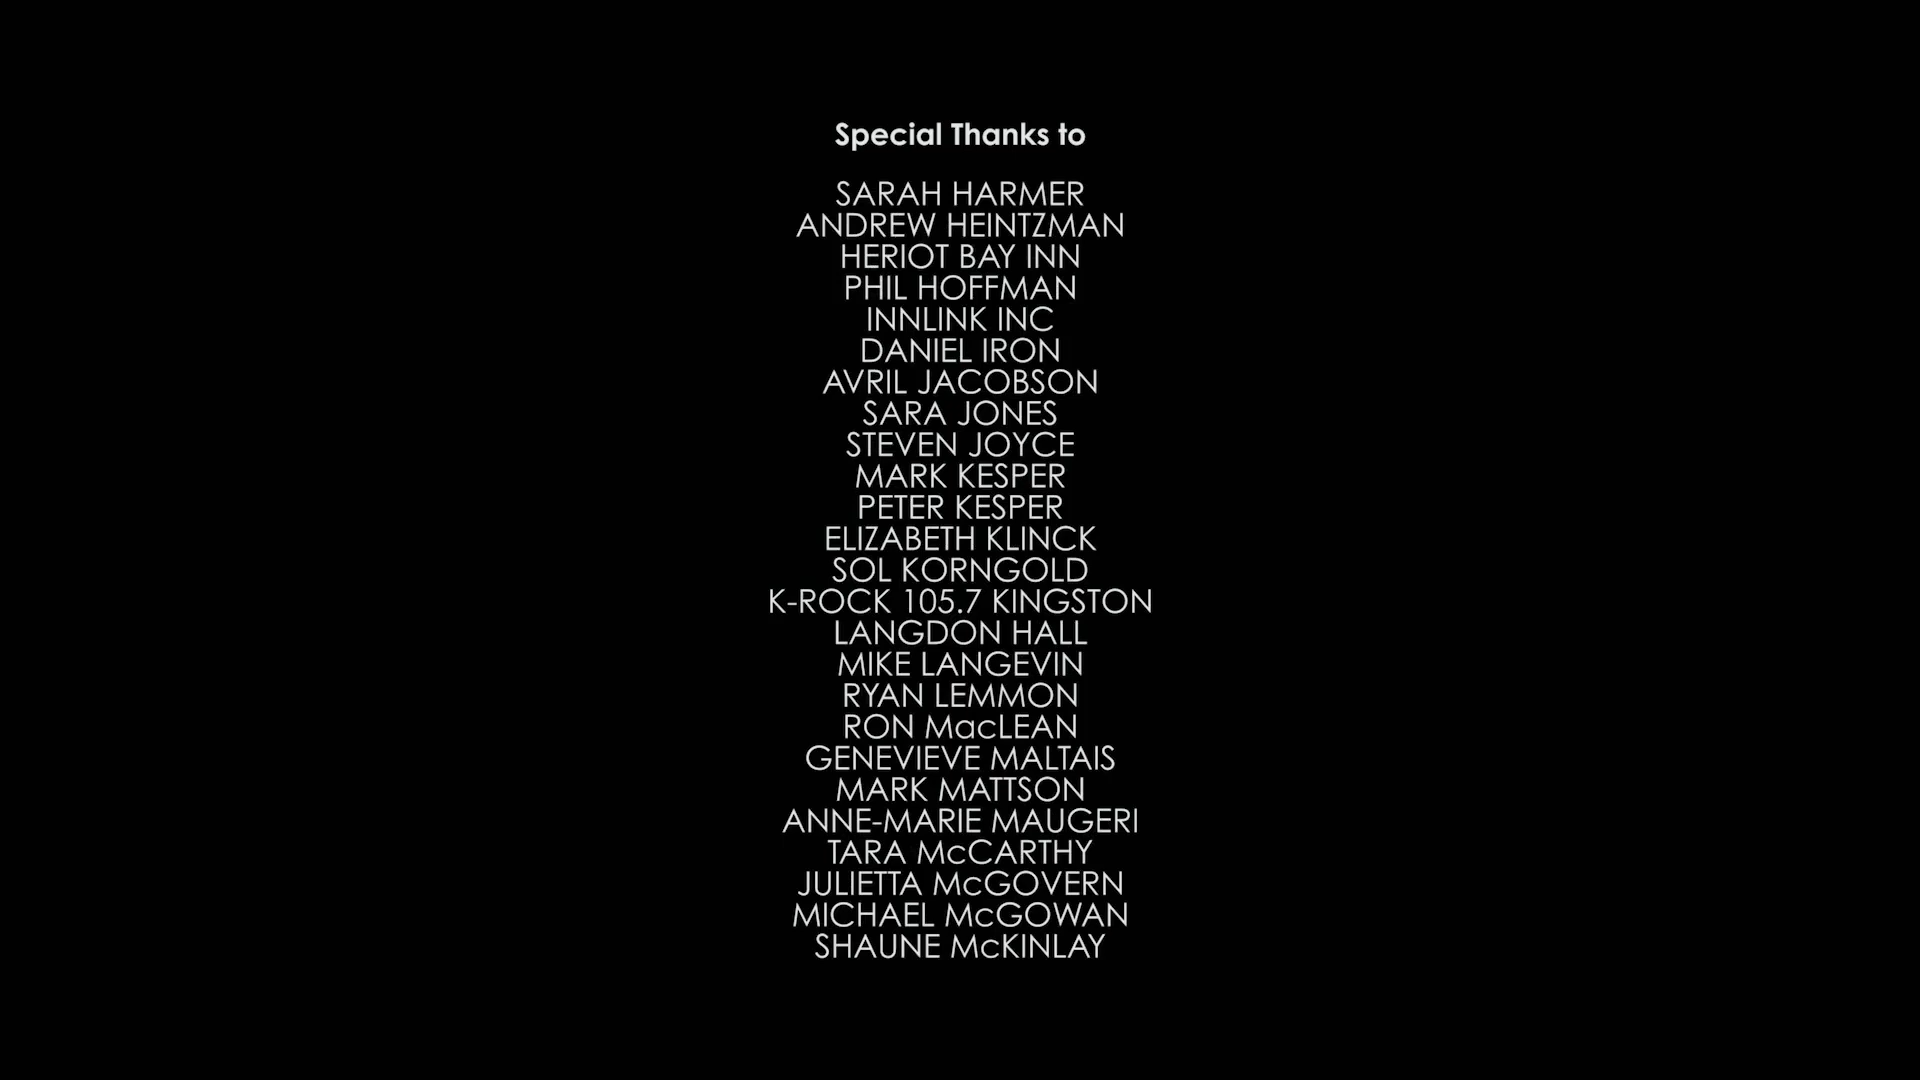 Special Thanks to
SARAH HARMER
ANDREW HEINTZMAN
HERIOT BAY INN
PHIL HOFFMAN
INNLINK INC
DANIEL IRON
AVRIL JACOBSON
SARA JONES
STEVEN JOYCE
MARK KESPER
PETER KESPER
ELIZABETH KLINCK
SOL KORNGOLD
K-ROCK 105.7 KINGSTON
LANGDON HALL
MIKE LANGEVIN
RYAN LEMMON
RON MacLEAN
GENEVIEVE MALTAIS
MARK MATTSON
ANNE-MARIE MAUGERI
TARA McCARTHY
JULIETTA McGOVERN
MICHAEL McGOWAN
SHAUNE McKINLAY